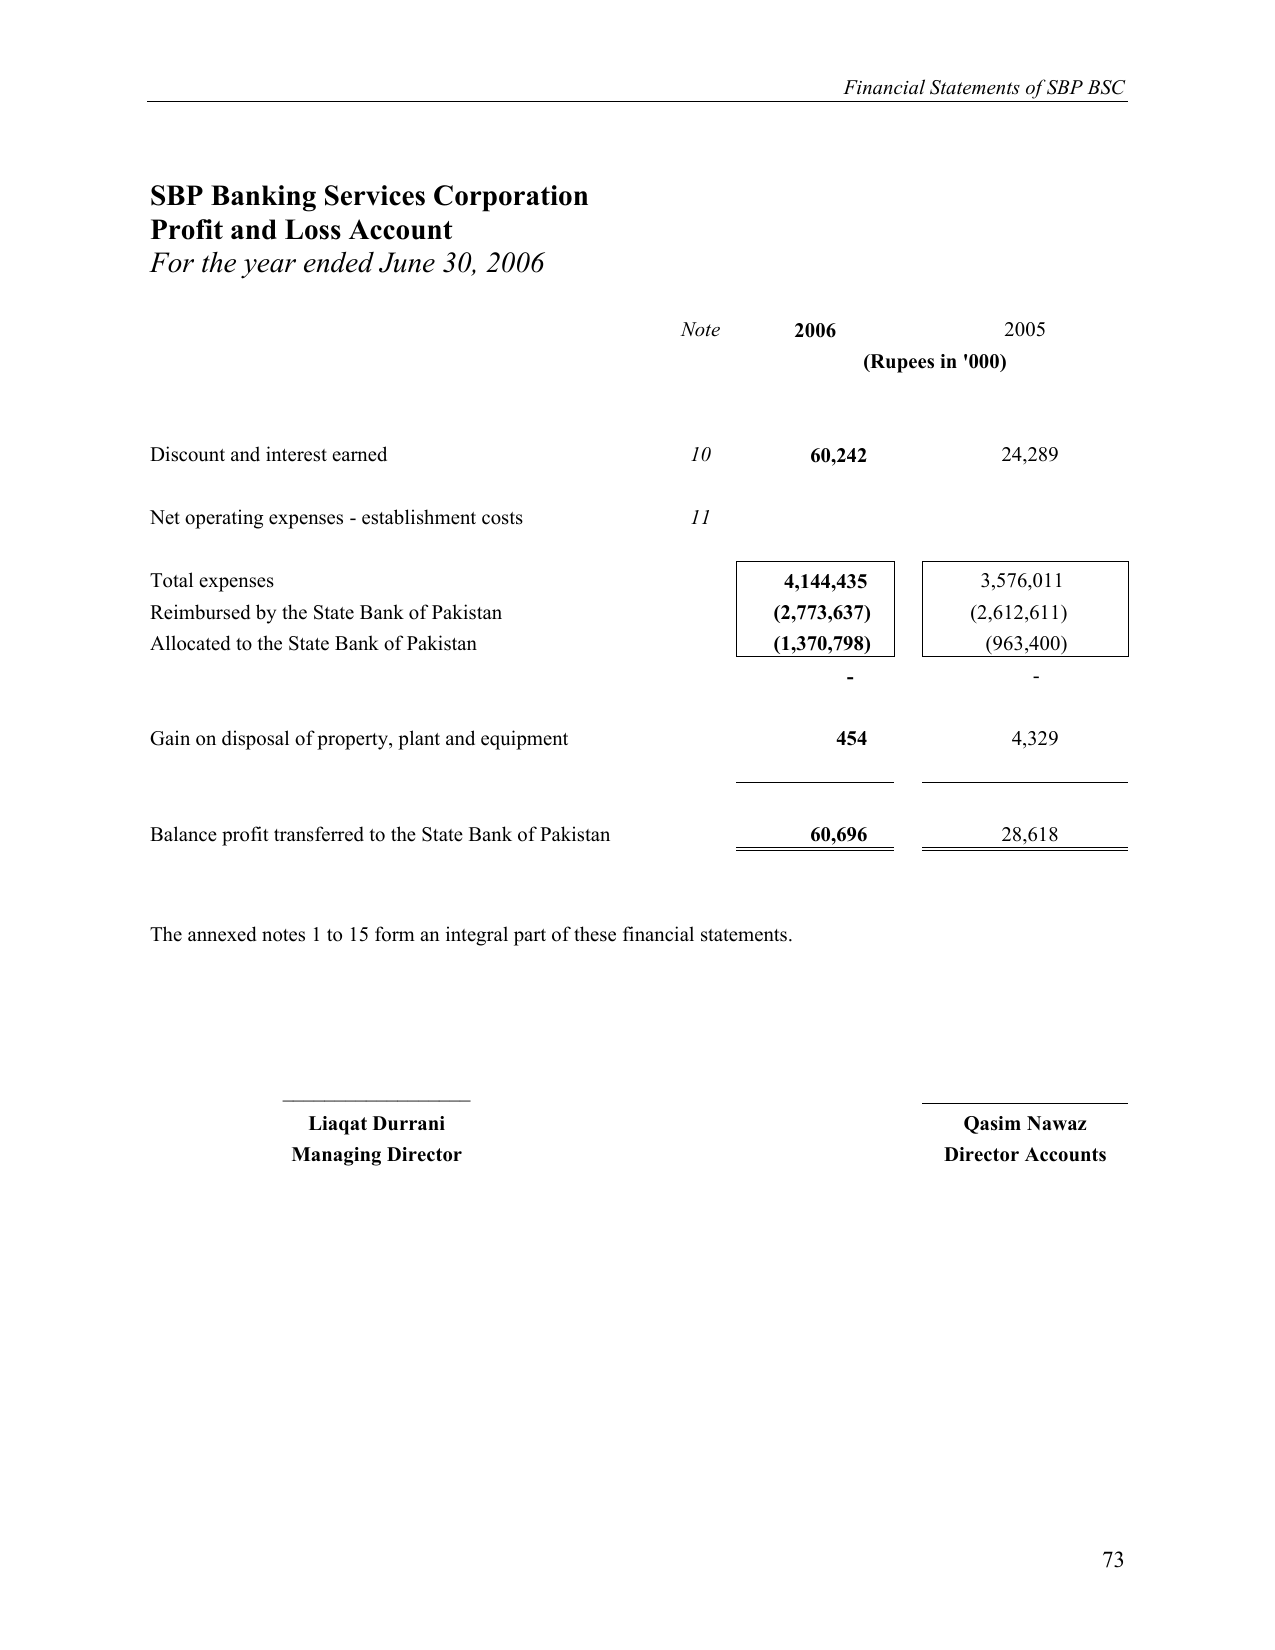 Financial Statements of SBP BSC
SBP Banking Services Corporation
Profit and Loss Account
For the year ended June 30, 2006
Note 2006 2005
(Rupees in '000)
Discount and interest earned 10 60,242 24,289
Net operating expenses - establishment costs 11
Total expenses 4,144,435 3,576,011
Reimbursed by the State Bank of Pakistan (2,773,637) (2,612,611)
Allocated to the State Bank of Pakistan (1,370,798) (963,400)
- -
Gain on disposal of property, plant and equipment 454 4,329
Balance profit transferred to the State Bank of Pakistan 60,696 28,618
The annexed notes 1 to 15 form an integral part of these financial statements.
Liaqat Durrani Qasim Nawaz
Managing Director Director Accounts
73